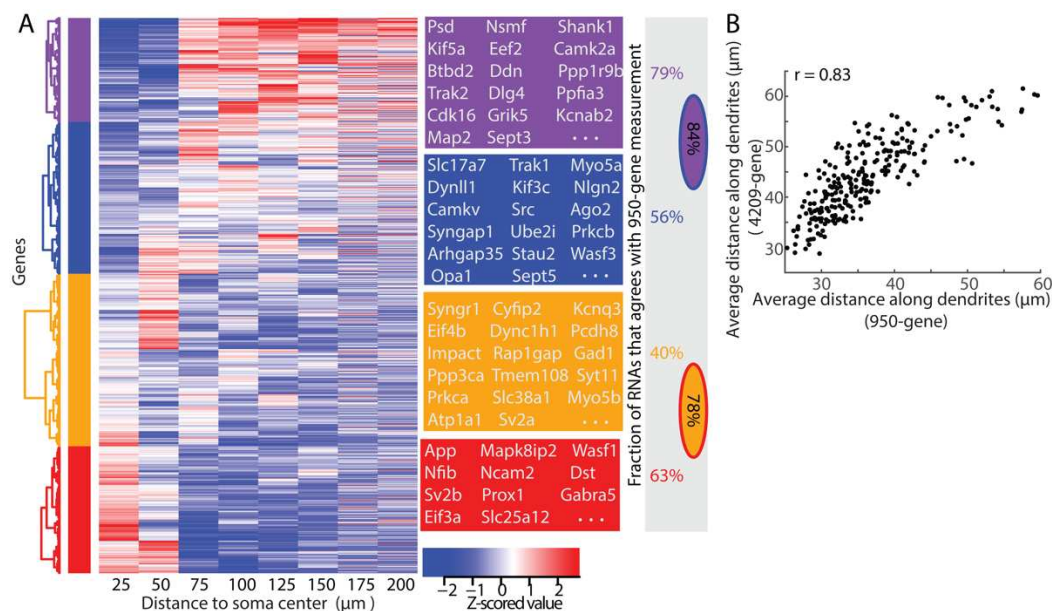 A
Genes
25 50 75 100 125 150 175 200
Distance to soma center (μm)
Psd Nsmf Shank1
Kif5a Eef2 Camk2a
Btbd2 Ddn Ppp1r9b
Trak2 Dlg4 Ppfia3
Cdk16 Grik5 Kcnab2
Map2 Sept3 • • •
Slc17a7 Trak1 Myo5a
Dynll1 Kif3c Nlgn2
Camkv Src Ago2
Syngap1 Ube2i Prkcb
Arhgap35 Stau2 Wasf3
Opa1 Sept5 • • •
Syngr1 Cyfip2 Kcnq3
Eif4b Dync1h1 Pcdh8
Impact Rap1gap Gad1
Ppp3ca Tmem108 Syt11
Prkca Slc38a1 Myo5b
Atp1a1 Sv2a • • •
App Mapk8ip2 Wasf1
Nfib Ncam2 Dst
Sv2b Prox1 Gabra5
Eif3a Slc25a12 • • •
−2 −1 0 1 2
Z-scored value
Fraction of RNAs that agrees with 950-gene measurement
79%
84%
56%
40%
78%
63%
B
r = 0.83
Average distance along dendrites (μm)
(4209-gene)
60
50
40
30
30 40 50 60
Average distance along dendrites (μm)
(950-gene)